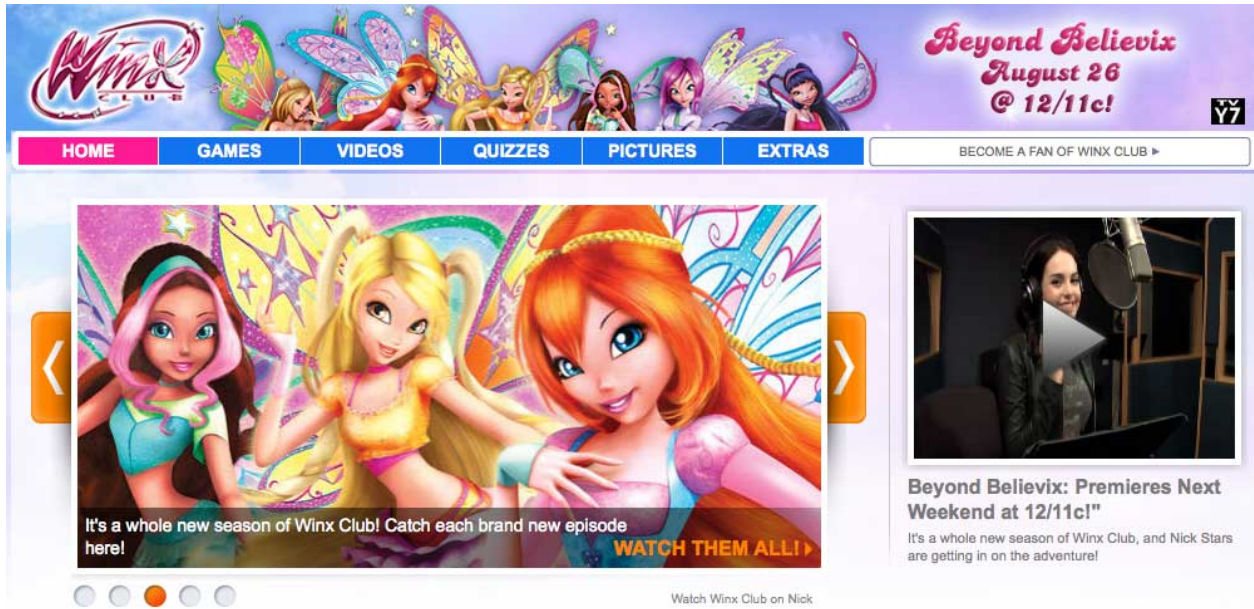 Winx
CLUB
Beyond Believix
August 26
@ 12/11c!
TV
Y7
HOME
GAMES
VIDEOS
QUIZZES
PICTURES
EXTRAS
BECOME A FAN OF WINX CLUB
It's a whole new season of Winx Club! Catch each brand new episode
here!
WATCH THEM ALL!
Watch Winx Club on Nick
Beyond Believix: Premieres Next
Weekend at 12/11c!"
It's a whole new season of Winx Club, and Nick Stars
are getting in on the adventure!